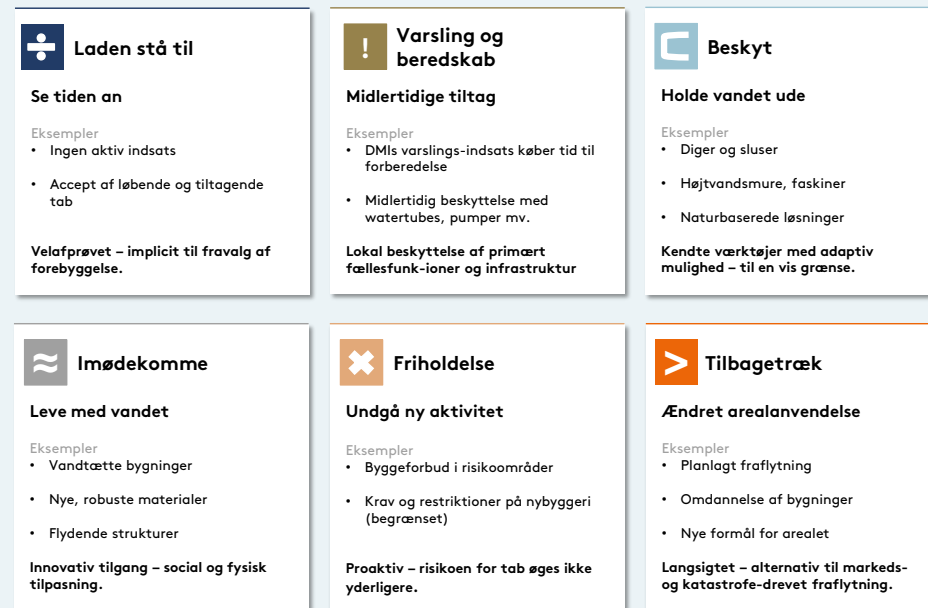 ÷ Laden stå til
Se tiden an
Eksempler
• Ingen aktiv indsats
• Accept af løbende og tiltagende
tab
Velafprøvet – implicit til fravalg af
forebyggelse.
! Varsling og
beredskab
Midlertidige tiltag
Eksempler
• DMIs varslings-indsats køber tid til
forberedelse
• Midlertidig beskyttelse med
watertubes, pumper mv.
Lokal beskyttelse af primært
fællesfunk-ioner og infrastruktur
Beskyt
Holde vandet ude
Eksempler
• Diger og sluser
• Højtvandsmure, faskiner
• Naturbaserede løsninger
Kendte værktøjer med adaptiv
mulighed – til en vis grænse.
≈ Imødekomme
Leve med vandet
Eksempler
• Vandtætte bygninger
• Nye, robuste materialer
• Flydende strukturer
Innovativ tilgang – social og fysisk
tilpasning.
✖ Friholdelse
Undgå ny aktivitet
Eksempler
• Byggeforbud i risikoområder
• Krav og restriktioner på nybyggeri
(begrænset)
Proaktiv – risikoen for tab øges ikke
yderligere.
> Tilbagetræk
Ændret arealanvendelse
Eksempler
• Planlagt fraflytning
• Omdannelse af bygninger
• Nye formål for arealet
Langsigtet – alternativ til markeds-
og katastrofe-drevet fraflytning.